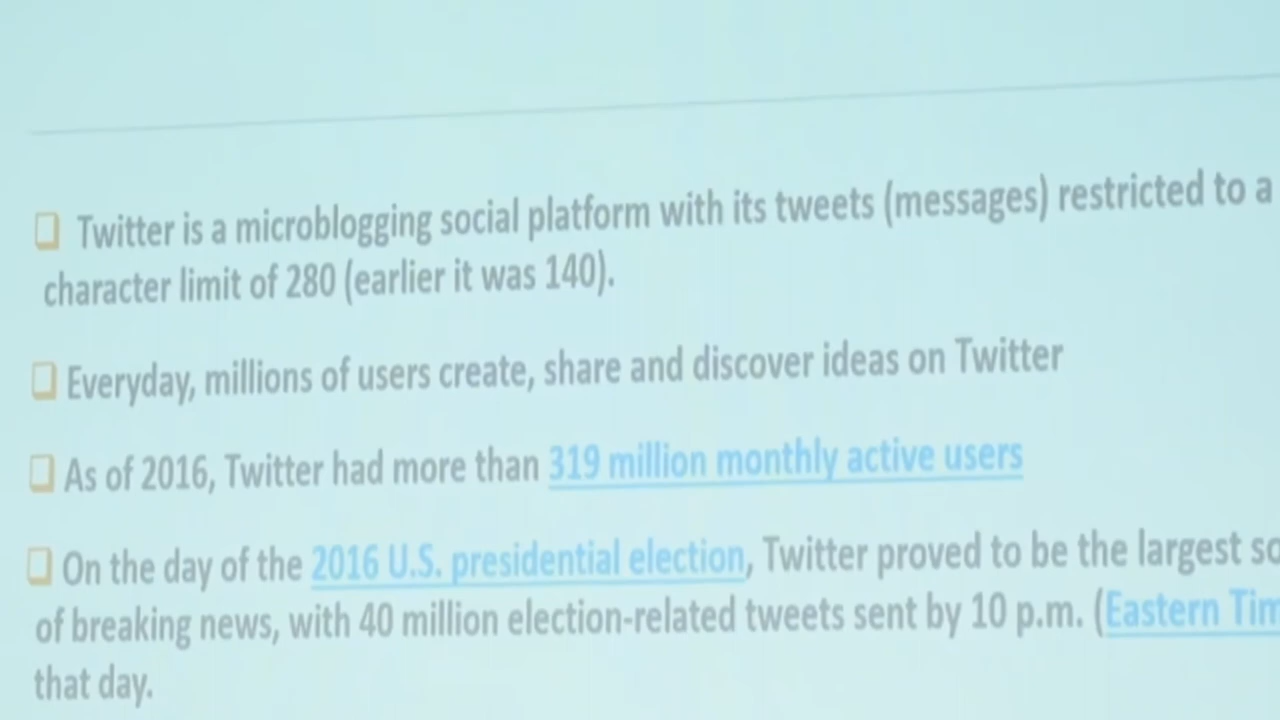 Twitter is a microblogging social platform with its tweets (messages) restricted to a
character limit of 280 (earlier it was 140).
Everyday, millions of users create, share and discover ideas on Twitter
As of 2016, Twitter had more than 319 million monthly active users
On the day of the 2016 U.S. presidential election, Twitter proved to be the largest
of breaking news, with 40 million election-related tweets sent by 10 p.m. (Eastern
that day.